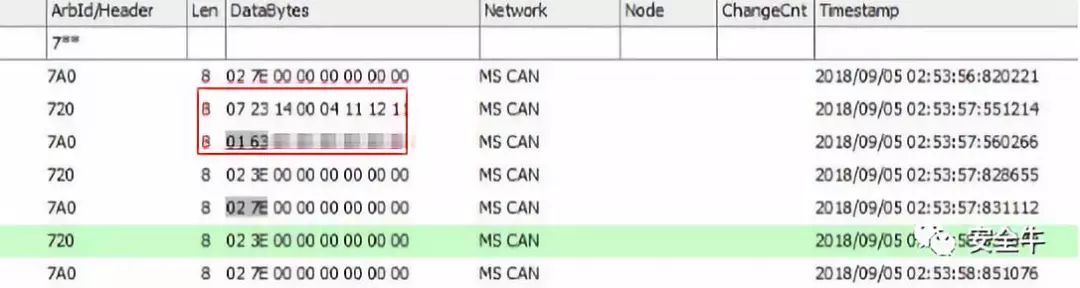 ArbId/Header Len DataBytes Network Node ChangeCnt Timestamp
7**
7A0 8 02 7E 00 00 00 00 00 00 MS CAN 2018/09/05 02:53:56:820221
720 8 07 23 14 00 04 11 12 11 MS CAN 2018/09/05 02:53:57:551214
7A0 8 01 63 MS CAN 2018/09/05 02:53:57:560266
720 8 02 3E 00 00 00 00 00 00 MS CAN 2018/09/05 02:53:57:828655
7A0 8 02 7E 00 00 00 00 00 00 MS CAN 2018/09/05 02:53:57:831112
720 8 02 3E 00 00 00 00 00 00 MS CAN 2018/09/05 02:53:58
7A0 8 02 7E 00 00 00 00 00 00 MS CAN 2018/09/05 02:53:58:851076
安全牛